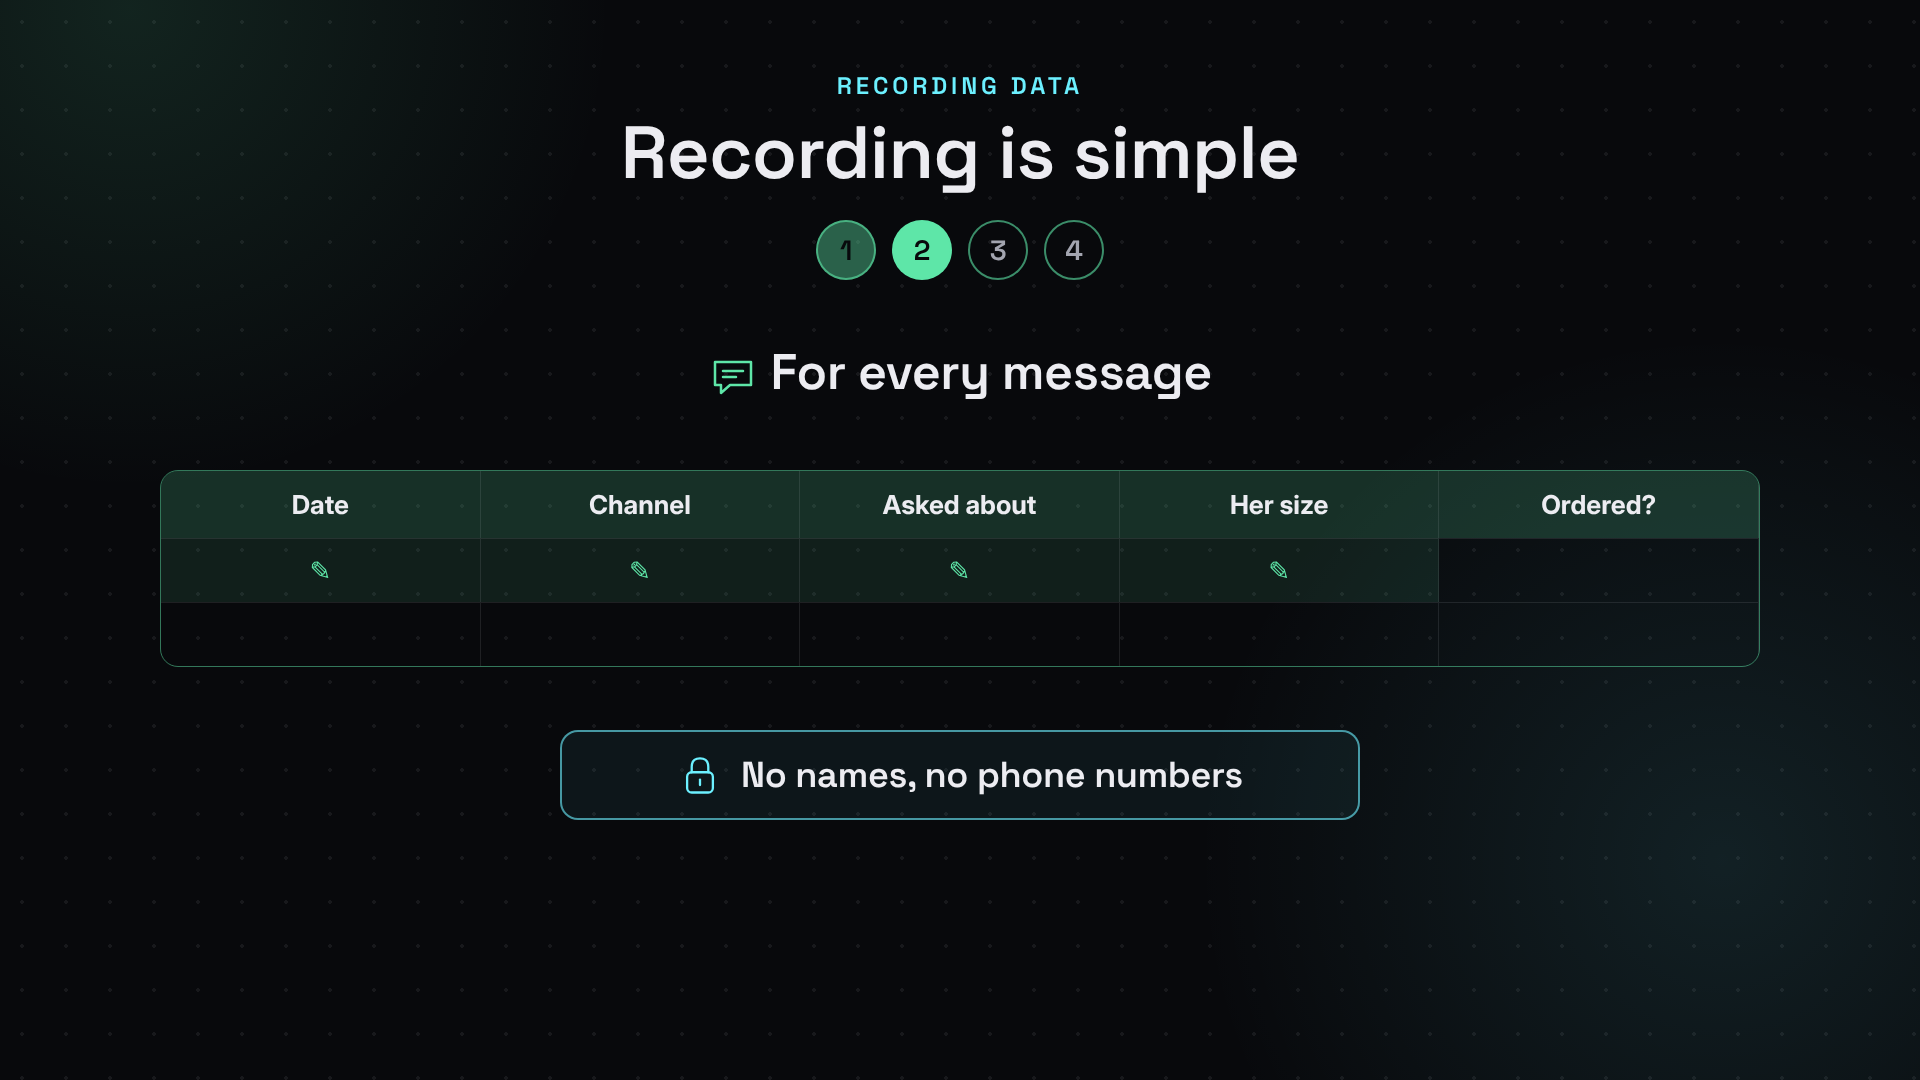 RECORDING DATA
Recording is simple
1 2 3 4
For every message
Date Channel Asked about Her size Ordered?
No names, no phone numbers